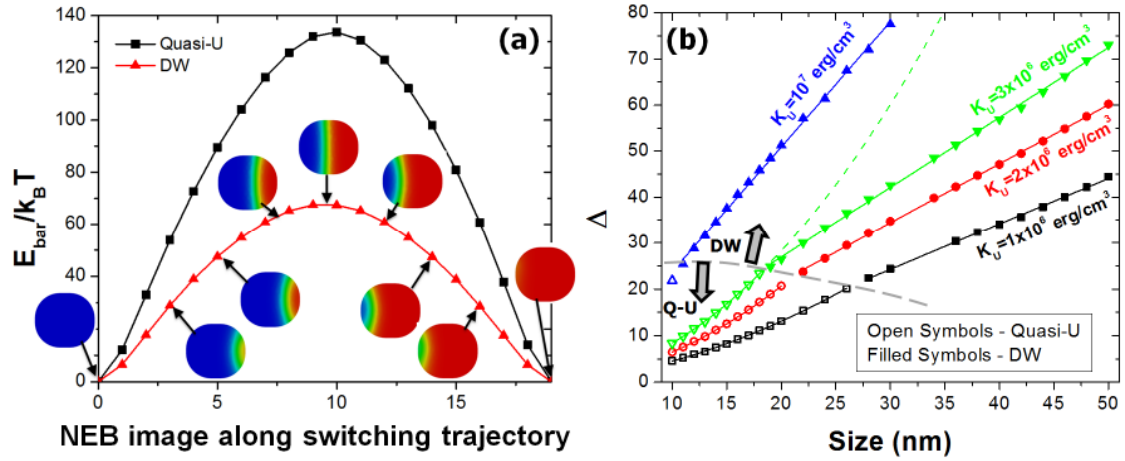 (a)
Quasi-U
DW
E_bar/k_BT
140
120
100
80
60
40
20
0
0
5
10
15
NEB image along switching trajectory
(b)
K_U=10^7 erg/cm^3
K_U=3x10^6 erg/cm^3
K_U=2x10^6 erg/cm^3
K_U=1x10^6 erg/cm^3
DW
Q-U
Open Symbols - Quasi-U
Filled Symbols - DW
Δ
80
70
60
50
40
30
20
10
0
10
15
20
25
30
35
40
45
50
Size (nm)